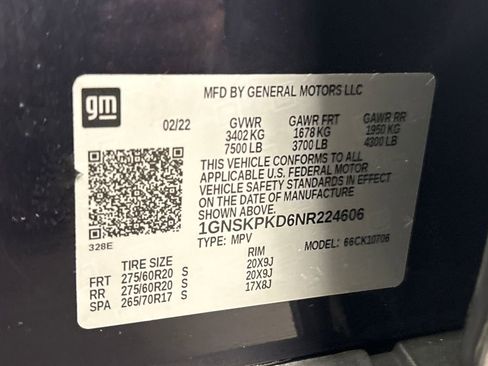 gm
MFD BY GENERAL MOTORS LLC
02/22 GVWR GAWR FRT GAWR RR
3402 KG 1678 KG 1950 KG
7500 LB 3700 LB 4300 LB
THIS VEHICLE CONFORMS TO ALL
APPLICABLE U.S. FEDERAL MOTOR
VEHICLE SAFETY STANDARDS IN EFFECT
ON THE DATE OF MANUFACTURE
SHOWN ABOVE.
1GNSKPKD6NR224606
328E TYPE: MPV MODEL: 66CK10706
TIRE SIZE RIM
FRT 275/60R20 S 20X9J
RR 275/60R20 S 20X9J
SPA 265/70R17 S 17X8J